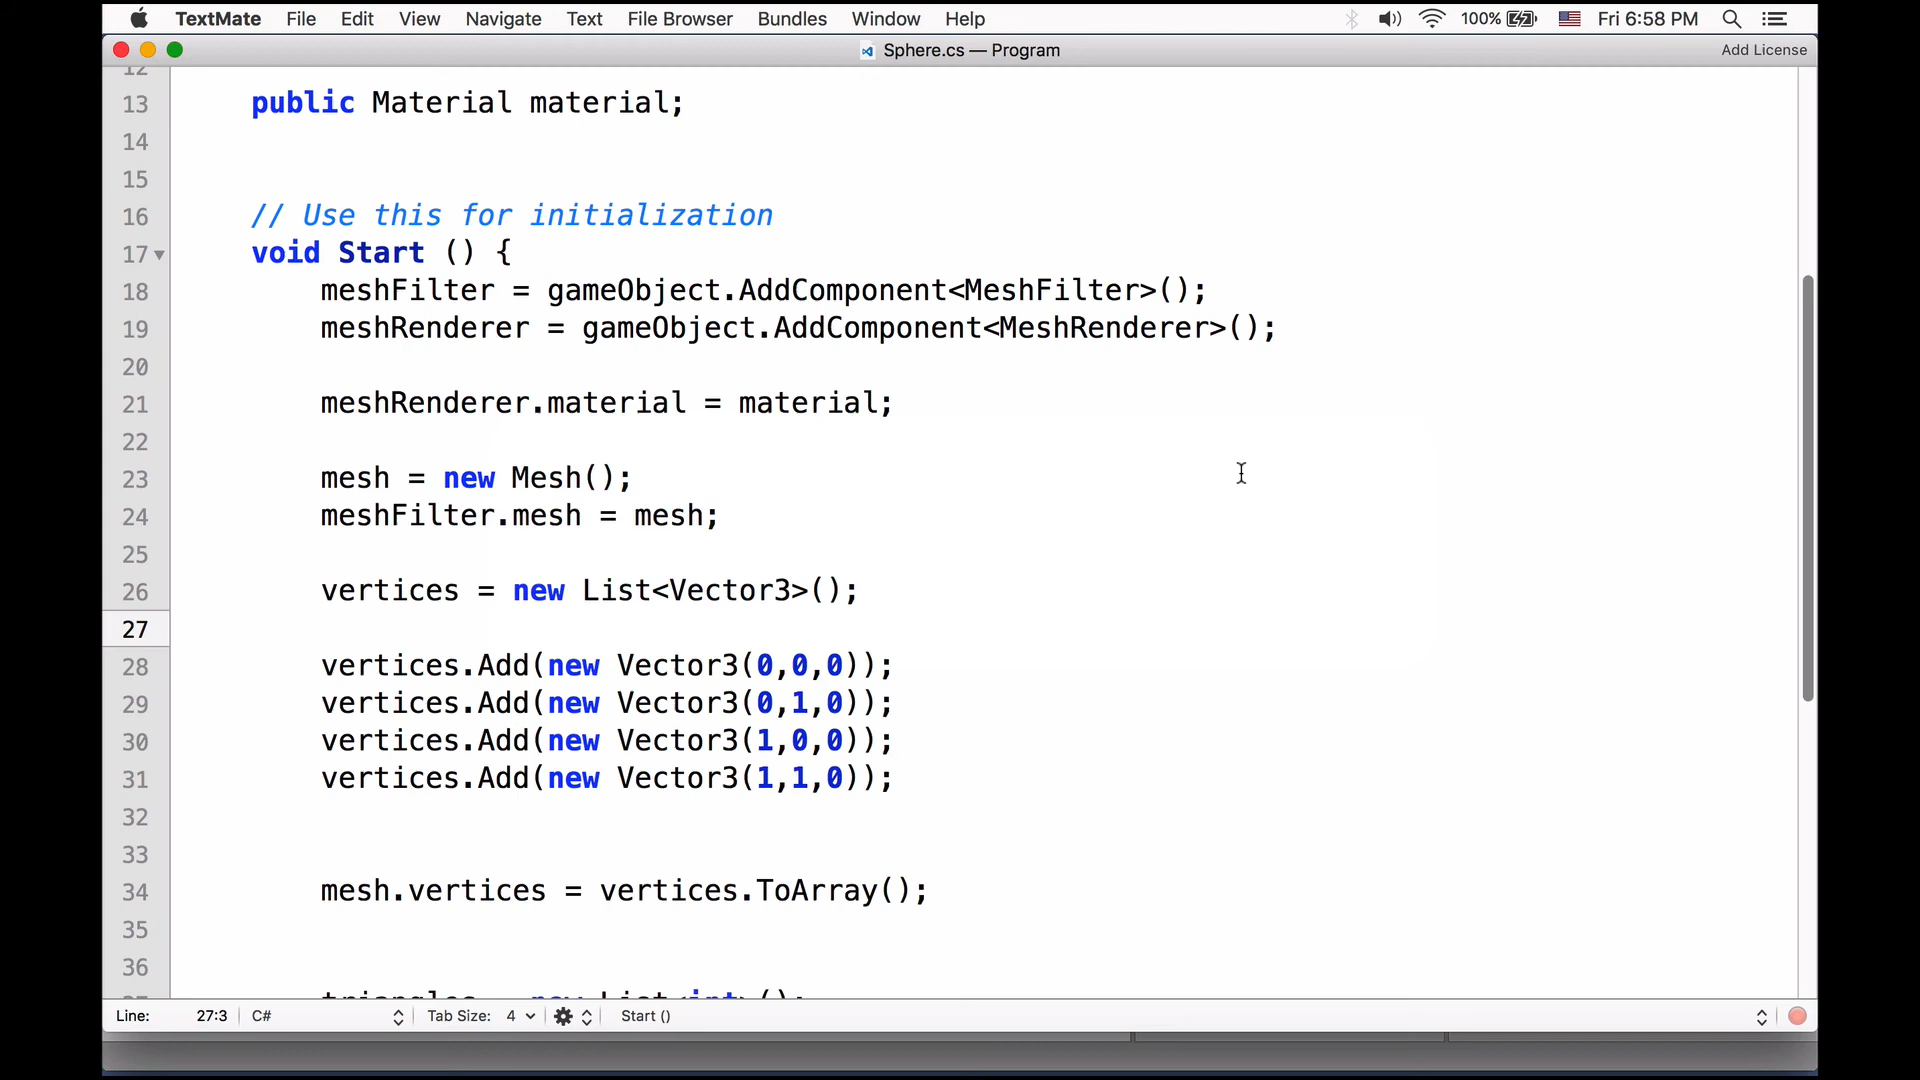 TextMate File Edit View Navigate Text File Browser Bundles Window Help 100% Fri 6:58 PM
Sphere.cs — Program Add License
12
13 public Material material;
14
15
16 // Use this for initialization
17 void Start () {
18 meshFilter = gameObject.AddComponent<MeshFilter>();
19 meshRenderer = gameObject.AddComponent<MeshRenderer>();
20
21 meshRenderer.material = material;
22
23 mesh = new Mesh();
24 meshFilter.mesh = mesh;
25
26 vertices = new List<Vector3>();
27
28 vertices.Add(new Vector3(0,0,0));
29 vertices.Add(new Vector3(0,1,0));
30 vertices.Add(new Vector3(1,0,0));
31 vertices.Add(new Vector3(1,1,0));
32
33
34 mesh.vertices = vertices.ToArray();
35
36
triangles = new List<int>();
Line: 27:3 C# Tab Size: 4 Start ()